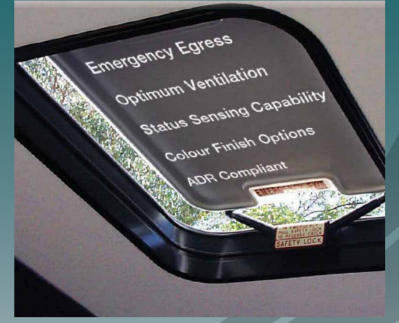 Emergency Egress
Optimum Ventilation
Status Sensing Capability
Colour Finish Options
ADR Compliant
SAFETY LOCK